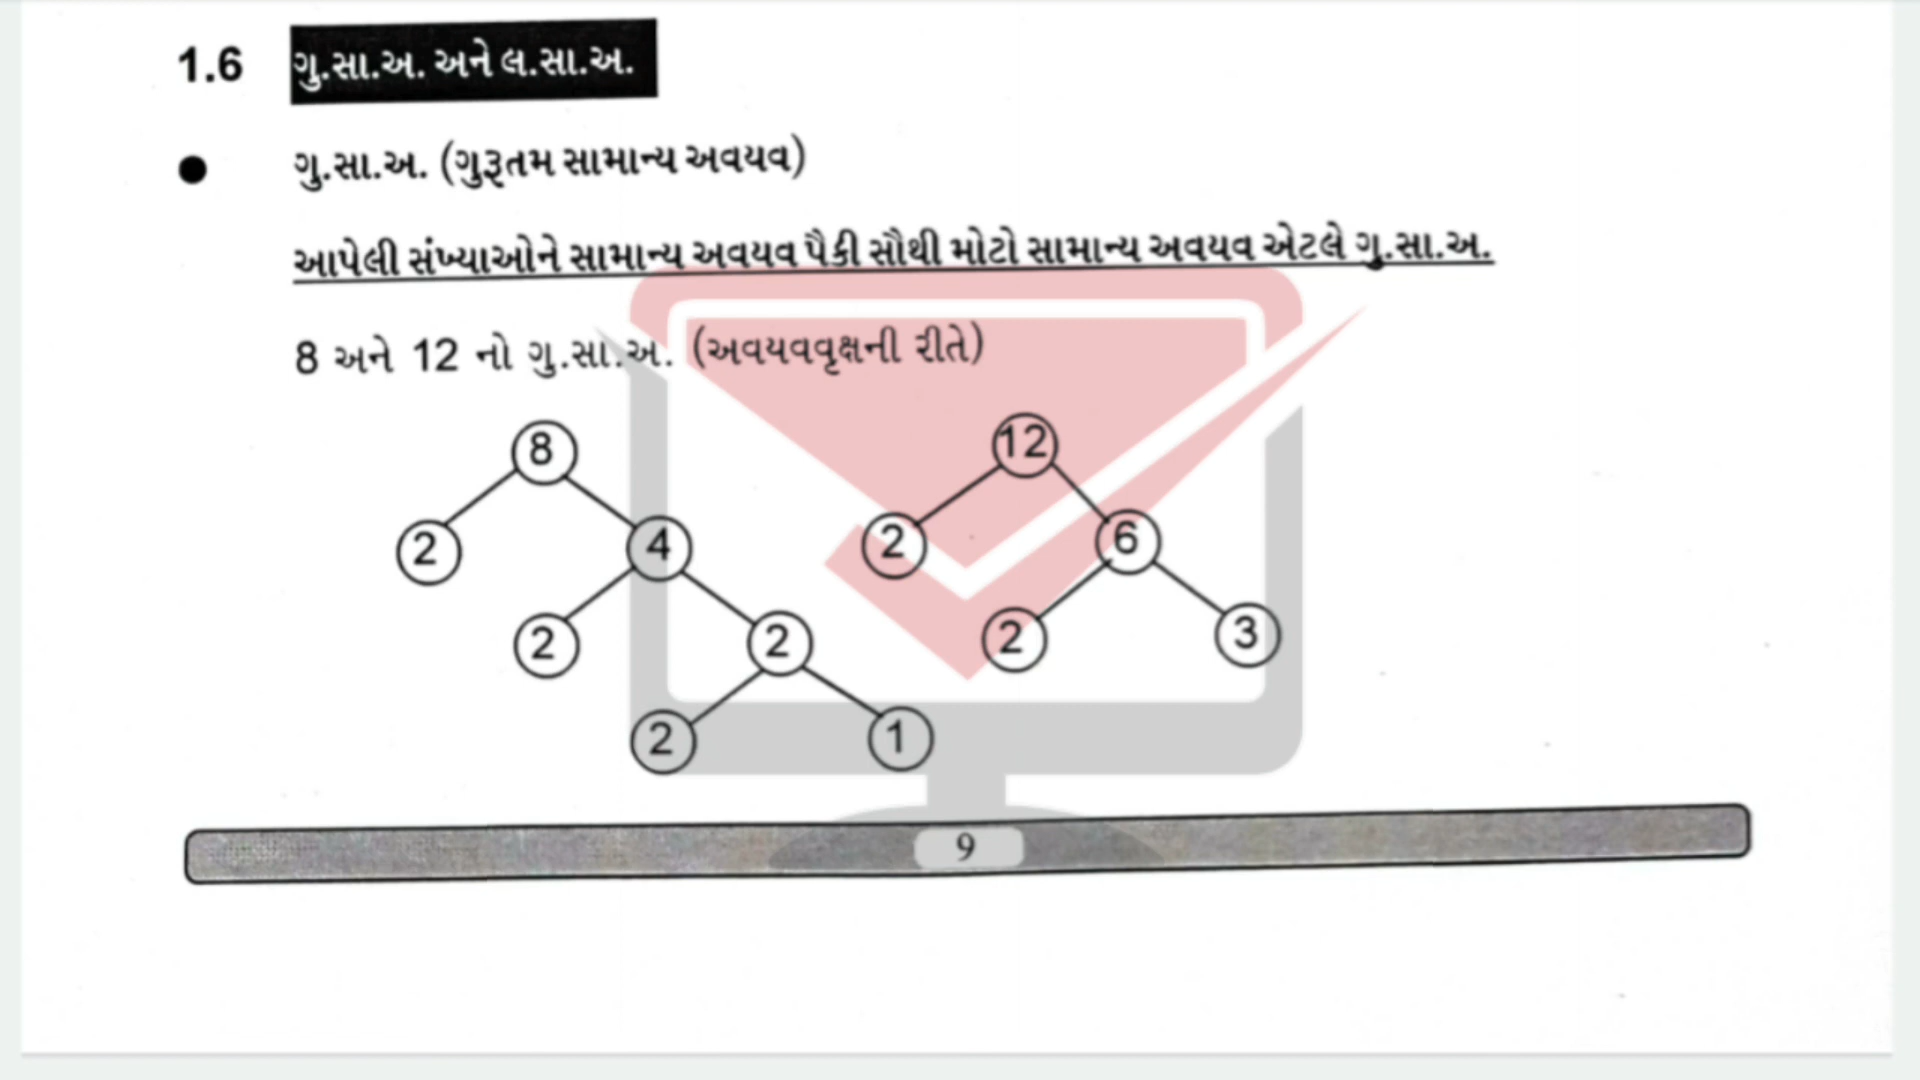 1.6 ગુ.સા.અ. અને લ.સા.અ.
● ગુ.સા.અ. (ગુરૂતમ સામાન્ય અવયવ)
આપેલી સંખ્યાઓને સામાન્ય અવયવ પૈકી સૌથી મોટો સામાન્ય અવયવ એટલે ગુ.સા.અ.
8 અને 12 નો ગુ.સા.અ. (અવયવવૃક્ષની રીતે)
8 12
2 4 2 6
2 2 2 3
2 1
9